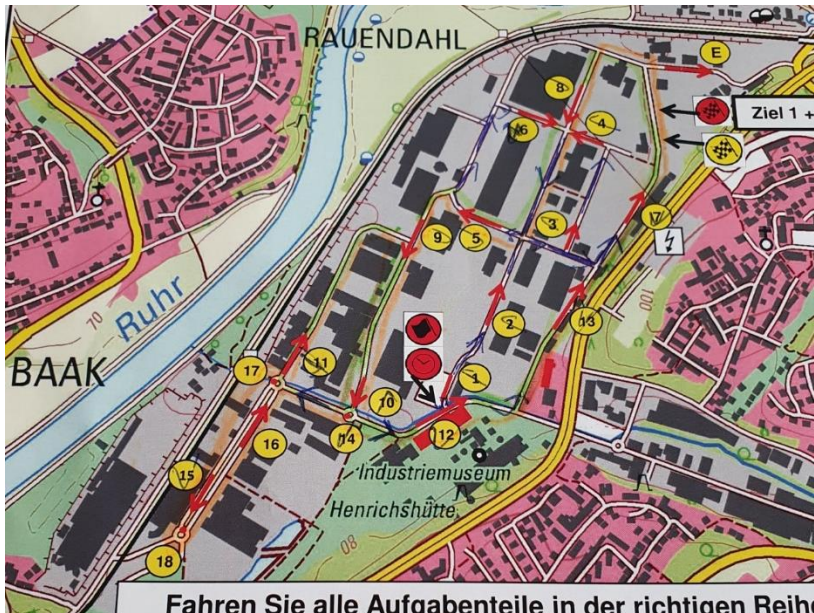 RAUENDAHL
E
8
Ziel 1 +
6
4
7
3
9
5
Ruhr
70
100
13
2
BAAK
11
17
1
10
14
12
16
15
Industriemuseum
Henrichshütte
80
18
Fahren Sie alle Aufgabenteile in der richtigen Reihe